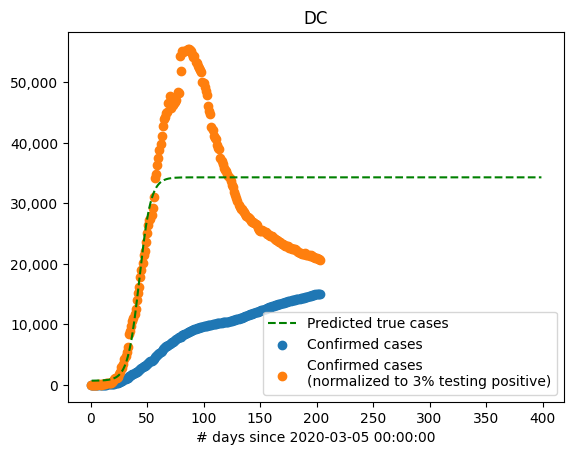 DC
50,000
40,000
30,000
20,000
10,000
0
Predicted true cases
Confirmed cases
Confirmed cases
(normalized to 3% testing positive)
0 50 100 150 200 250 300 350 400
# days since 2020-03-05 00:00:00